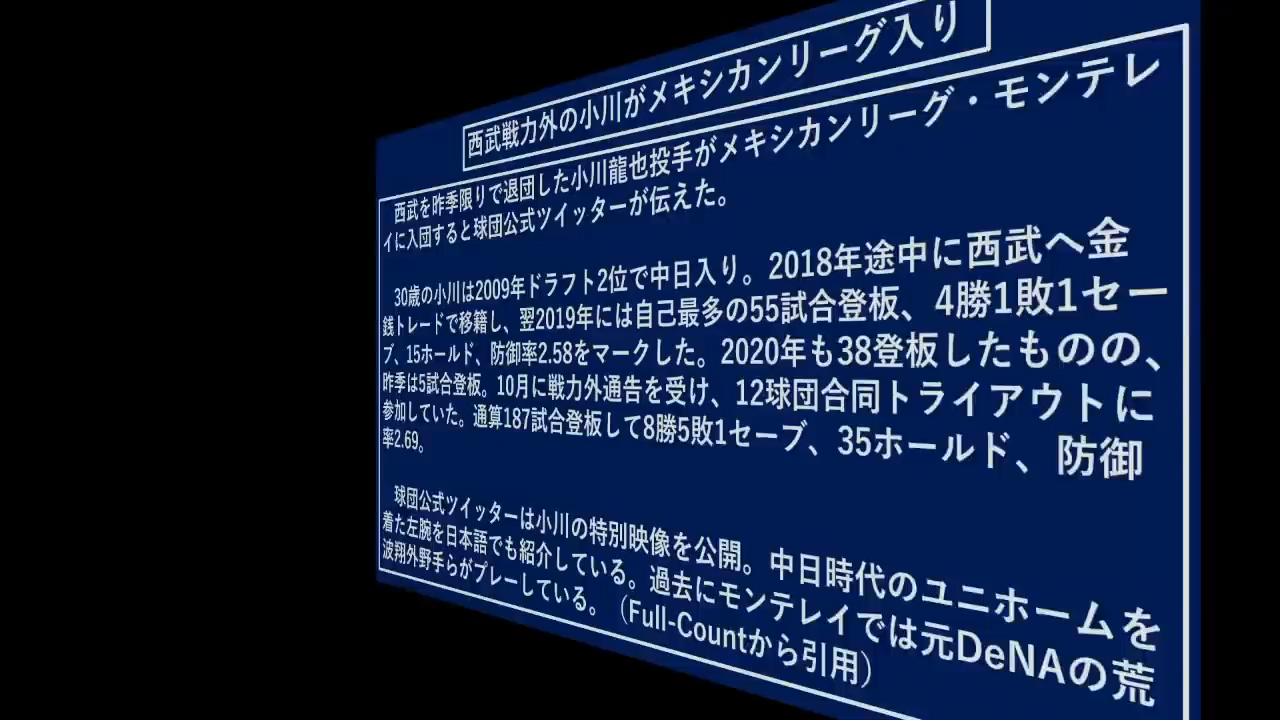 西武戦力外の小川がメキシカンリーグ入り
西武を昨季限りで退団した小川龍也投手がメキシカンリーグ・モンテレ
イに入団すると球団公式ツイッターが伝えた。
30歳の小川は2009年ドラフト2位で中日入り。2018年途中に西武へ金
銭トレードで移籍し、翌2019年には自己最多の55試合登板、4勝1敗1セー
ブ、15ホールド、防御率2.58をマークした。2020年も38登板したものの、
昨季は5試合登板。10月に戦力外通告を受け、12球団合同トライアウトに
参加していた。通算187試合登板して8勝5敗1セーブ、35ホールド、防御
率2.69。
球団公式ツイッターは小川の特別映像を公開。中日時代のユニホームを
着た左腕を日本語でも紹介している。過去にモンテレイでは元DeNAの荒
波翔外野手らがプレーしている。（Full-Countから引用）